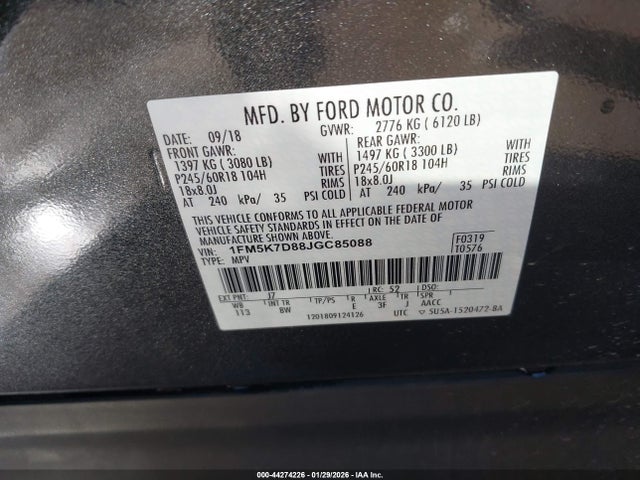 MFD. BY FORD MOTOR CO.
DATE: 09/18 GVWR: 2776 KG ( 6120 LB)
FRONT GAWR: REAR GAWR:
1397 KG ( 3080 LB) WITH 1497 KG ( 3300 LB) WITH
P245/60R18 104H TIRES P245/60R18 104H TIRES
18x8.0J RIMS 18x8.0J RIMS
AT 240 kPa/ 35 PSI COLD AT 240 kPa/ 35 PSI COLD
THIS VEHICLE CONFORMS TO ALL APPLICABLE FEDERAL MOTOR
VEHICLE SAFETY STANDARDS IN EFFECT ON THE DATE OF
MANUFACTURE SHOWN ABOVE.
VIN: 1FM5K7D88JGC85088 F0319
TYPE: MPV T0576
EXT PNT: J7 RC: 52 DSO:
WB INT TR TP/PS R AXLE TR SPR
113 8W E 3F J AACC
1201809124126 UTC 5U5A-1520472-BA
000-44274226 - 01/29/2026 - IAA Inc.